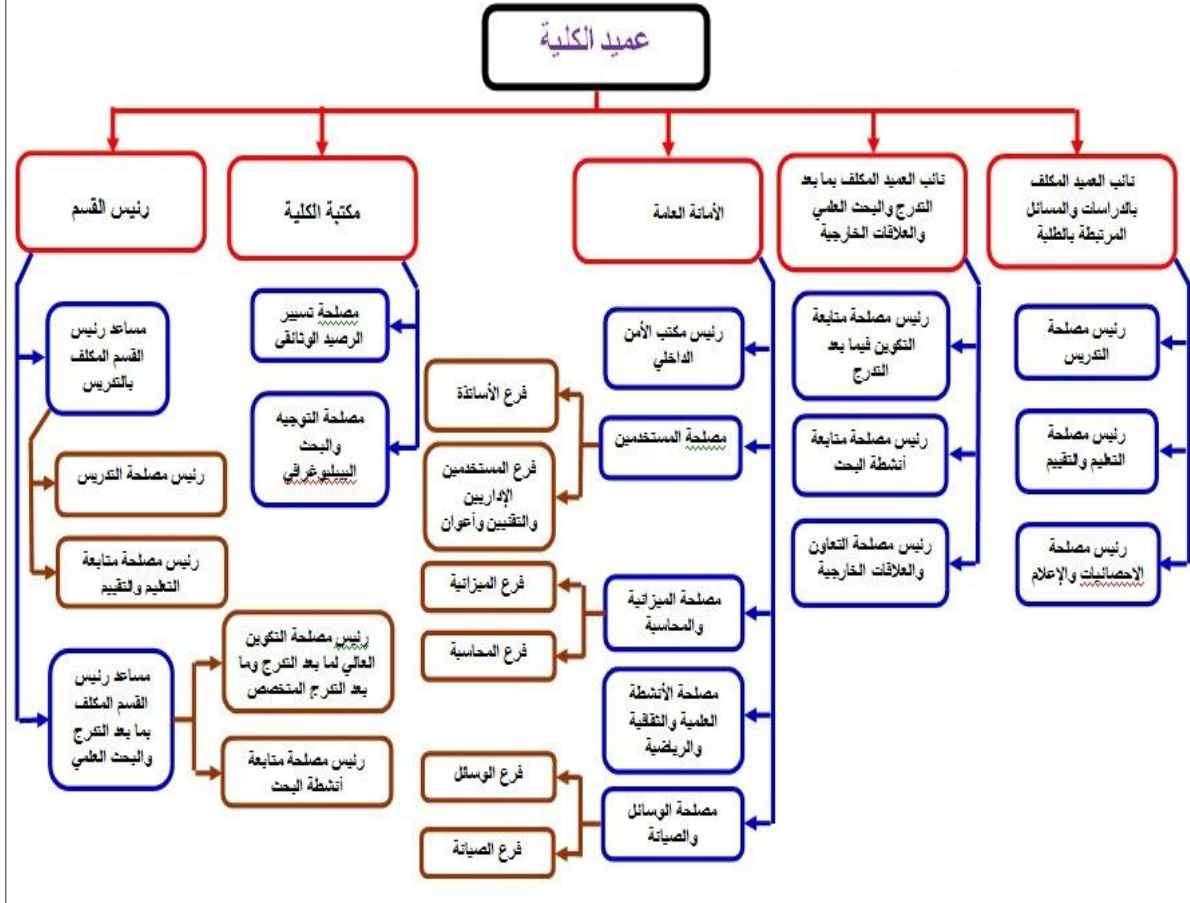 عميد الكلية
نائب العميد المكلف
بالدراسات والمسائل
المرتبطة بالطلبة
نائب العميد المكلف بما بعد
التدرج والبحث العلمي
والعلاقات الخارجية
الأمانة العامة
مكتبة الكلية
رئيس القسم
رئيس مصلحة
التدريس
رئيس مصلحة
التعليم والتقييم
رئيس مصلحة
الاحصائيات والإعلام
رئيس مصلحة متابعة
التكوين فيما بعد
التدرج
رئيس مصلحة متابعة
أنشطة البحث
رئيس مصلحة التعاون
والعلاقات الخارجية
رئيس مكتب الأمن
الداخلي
مصلحة المستخدمين
فرع الأساتذة
فرع المستخدمين
الإداريين
والتقنيين وأعوان
مصلحة الميزانية
والمحاسبة
فرع الميزانية
فرع المحاسبة
مصلحة الأنشطة
العلمية والثقافية
والرياضية
مصلحة الوسائل
والصيانة
فرع الوسائل
فرع الصيانة
مصلحة تسيير
الرصيد الوثائقي
مصلحة التوجيه
والبحث
البيبليوغرافي
مساعد رئيس
القسم المكلف
بالتدريس
رئيس مصلحة التدريس
رئيس مصلحة متابعة
التعليم والتقييم
مساعد رئيس
القسم المكلف
بما بعد التدرج
والبحث العلمي
رئيس مصلحة التكوين
العالي لما بعد التدرج وما
بعد التدرج المتخصص
رئيس مصلحة متابعة
أنشطة البحث